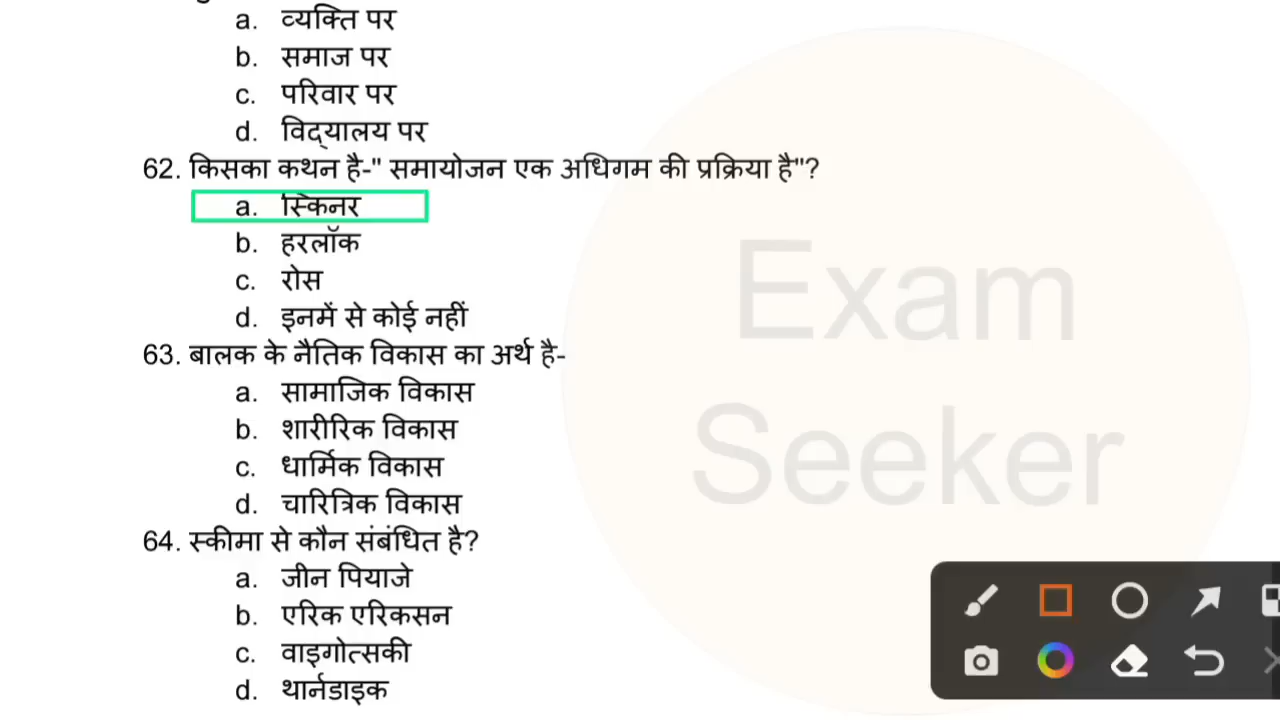 a. व्यक्ति पर
b. समाज पर
c. परिवार पर
d. विद्यालय पर
62. किसका कथन है-" समायोजन एक अधिगम की प्रक्रिया है"?
a. स्किनर
b. हरलॉक
c. रोस
d. इनमें से कोई नहीं
63. बालक के नैतिक विकास का अर्थ है-
a. सामाजिक विकास
b. शारीरिक विकास
c. धार्मिक विकास
d. चारित्रिक विकास
64. स्कीमा से कौन संबंधित है?
a. जीन पियाजे
b. एरिक एरिकसन
c. वाइगोत्सकी
d. थार्नडाइक
Exam
Seeker